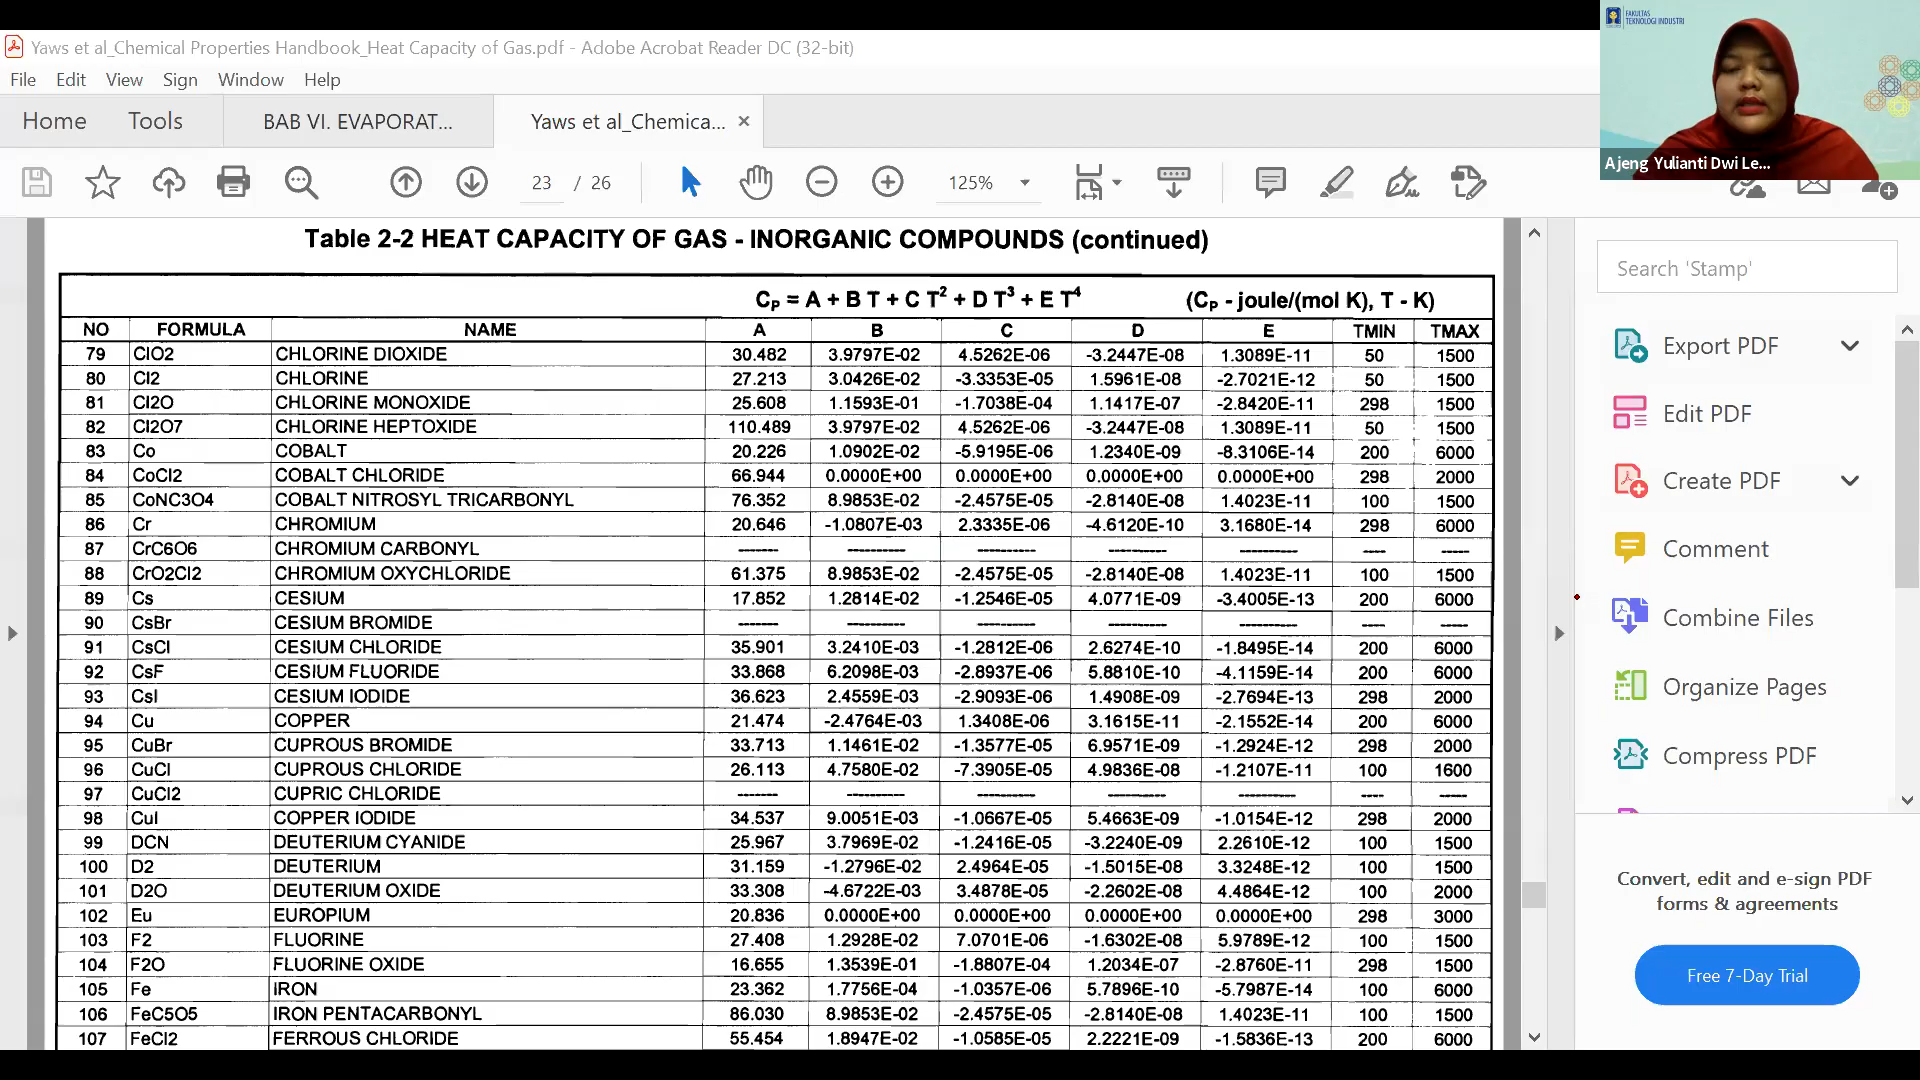 FAKULTAS
TEKNOLOGI INDUSTRI
Ajeng Yulianti Dwi Le...
Yaws et al_Chemical Properties Handbook_Heat Capacity of Gas.pdf - Adobe Acrobat Reader DC (32-bit)
File Edit View Sign Window Help
Home Tools BAB VI. EVAPORAT... Yaws et al_Chemica... ×
23 / 26 125%
Table 2-2 HEAT CAPACITY OF GAS - INORGANIC COMPOUNDS (continued)
CP = A + B T + C T² + D T³ + E T⁴ (CP - joule/(mol K), T - K)
NO FORMULA NAME A B C D E TMIN TMAX
79 ClO2 CHLORINE DIOXIDE 30.482 3.9797E-02 4.5262E-06 -3.2447E-08 1.3089E-11 50 1500
80 Cl2 CHLORINE 27.213 3.0426E-02 -3.3353E-05 1.5961E-08 -2.7021E-12 50 1500
81 Cl2O CHLORINE MONOXIDE 25.608 1.1593E-01 -1.7038E-04 1.1417E-07 -2.8420E-11 298 1500
82 Cl2O7 CHLORINE HEPTOXIDE 110.489 3.9797E-02 4.5262E-06 -3.2447E-08 1.3089E-11 50 1500
83 Co COBALT 20.226 1.0902E-02 -5.9195E-06 1.2340E-09 -8.3106E-14 200 6000
84 CoCl2 COBALT CHLORIDE 66.944 0.0000E+00 0.0000E+00 0.0000E+00 0.0000E+00 298 2000
85 CoNC3O4 COBALT NITROSYL TRICARBONYL 76.352 8.9853E-02 -2.4575E-05 -2.8140E-08 1.4023E-11 100 1500
86 Cr CHROMIUM 20.646 -1.0807E-03 2.3335E-06 -4.6120E-10 3.1680E-14 298 6000
87 CrC6O6 CHROMIUM CARBONYL ------- ---------- ---------- ---------- ---------- ---- -----
88 CrO2Cl2 CHROMIUM OXYCHLORIDE 61.375 8.9853E-02 -2.4575E-05 -2.8140E-08 1.4023E-11 100 1500
89 Cs CESIUM 17.852 1.2814E-02 -1.2546E-05 4.0771E-09 -3.4005E-13 200 6000
90 CsBr CESIUM BROMIDE ------- ---------- ---------- ---------- ---------- ---- -----
91 CsCl CESIUM CHLORIDE 35.901 3.2410E-03 -1.2812E-06 2.6274E-10 -1.8495E-14 200 6000
92 CsF CESIUM FLUORIDE 33.868 6.2098E-03 -2.8937E-06 5.8810E-10 -4.1159E-14 200 6000
93 CsI CESIUM IODIDE 36.623 2.4559E-03 -2.9093E-06 1.4908E-09 -2.7694E-13 298 2000
94 Cu COPPER 21.474 -2.4764E-03 1.3408E-06 3.1615E-11 -2.1552E-14 200 6000
95 CuBr CUPROUS BROMIDE 33.713 1.1461E-02 -1.3577E-05 6.9571E-09 -1.2924E-12 298 2000
96 CuCl CUPROUS CHLORIDE 26.113 4.7580E-02 -7.3905E-05 4.9836E-08 -1.2107E-11 100 1600
97 CuCl2 CUPRIC CHLORIDE ------- ---------- ---------- ---------- ---------- ---- -----
98 CuI COPPER IODIDE 34.537 9.0051E-03 -1.0667E-05 5.4663E-09 -1.0154E-12 298 2000
99 DCN DEUTERIUM CYANIDE 25.967 3.7969E-02 -1.2416E-05 -3.2240E-09 2.2610E-12 100 1500
100 D2 DEUTERIUM 31.159 -1.2796E-02 2.4964E-05 -1.5015E-08 3.3248E-12 100 1500
101 D2O DEUTERIUM OXIDE 33.308 -4.6722E-03 3.4878E-05 -2.2602E-08 4.4864E-12 100 2000
102 Eu EUROPIUM 20.836 0.0000E+00 0.0000E+00 0.0000E+00 0.0000E+00 298 3000
103 F2 FLUORINE 27.408 1.2928E-02 7.0701E-06 -1.6302E-08 5.9789E-12 100 1500
104 F2O FLUORINE OXIDE 16.655 1.3539E-01 -1.8807E-04 1.2034E-07 -2.8760E-11 298 1500
105 Fe IRON 23.362 1.7756E-04 -1.0357E-06 5.7896E-10 -5.7987E-14 100 6000
106 FeC5O5 IRON PENTACARBONYL 86.030 8.9853E-02 -2.4575E-05 -2.8140E-08 1.4023E-11 100 1500
107 FeCl2 FERROUS CHLORIDE 55.454 1.8947E-02 -1.0585E-05 2.2221E-09 -1.5836E-13 200 6000
Search 'Stamp'
Export PDF
Edit PDF
Create PDF
Comment
Combine Files
Organize Pages
Compress PDF
Convert, edit and e-sign PDF
forms & agreements
Free 7-Day Trial